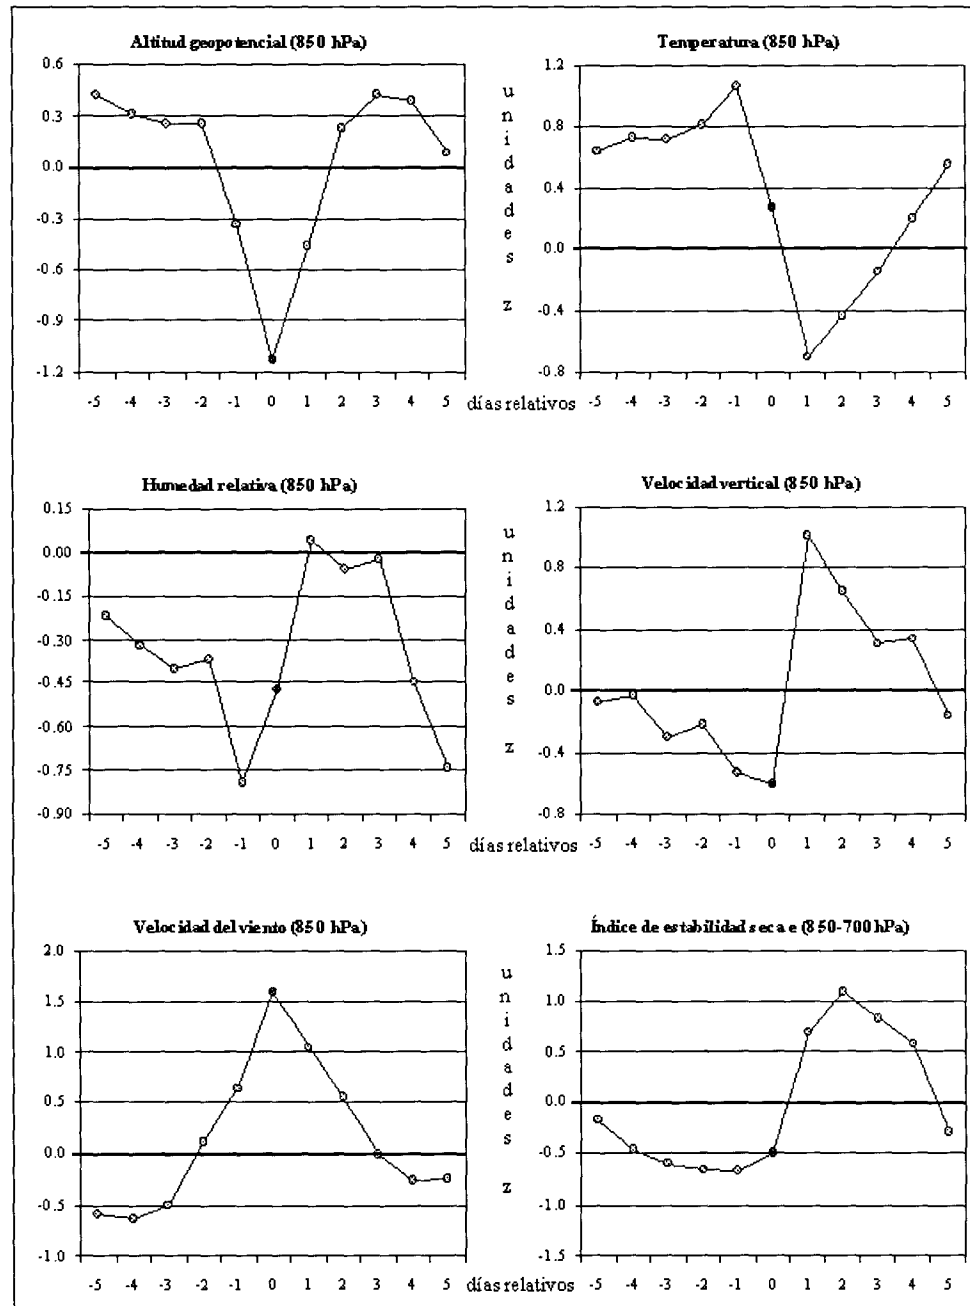 Altitud geopotencial (850 hPa)
0.6
0.3
0.0
-0.3
-0.6
-0.9
-1.2
-5 -4 -3 -2 -1 0 1 2 3 4 5
unidades z
días relativos
Temperatura (850 hPa)
1.2
0.8
0.4
0.0
-0.4
-0.8
-5 -4 -3 -2 -1 0 1 2 3 4 5
Humedad relativa (850 hPa)
0.15
0.00
-0.15
-0.30
-0.45
-0.60
-0.75
-0.90
-5 -4 -3 -2 -1 0 1 2 3 4 5
unidades z
días relativos
Velocidad vertical (850 hPa)
1.2
0.8
0.4
0.0
-0.4
-0.8
-5 -4 -3 -2 -1 0 1 2 3 4 5
Velocidad del viento (850 hPa)
2.0
1.5
1.0
0.5
0.0
-0.5
-1.0
-5 -4 -3 -2 -1 0 1 2 3 4 5
unidades z
días relativos
Índice de estabilidad seca e (850-700 hPa)
1.5
1.0
0.5
0.0
-0.5
-1.0
-1.5
-5 -4 -3 -2 -1 0 1 2 3 4 5